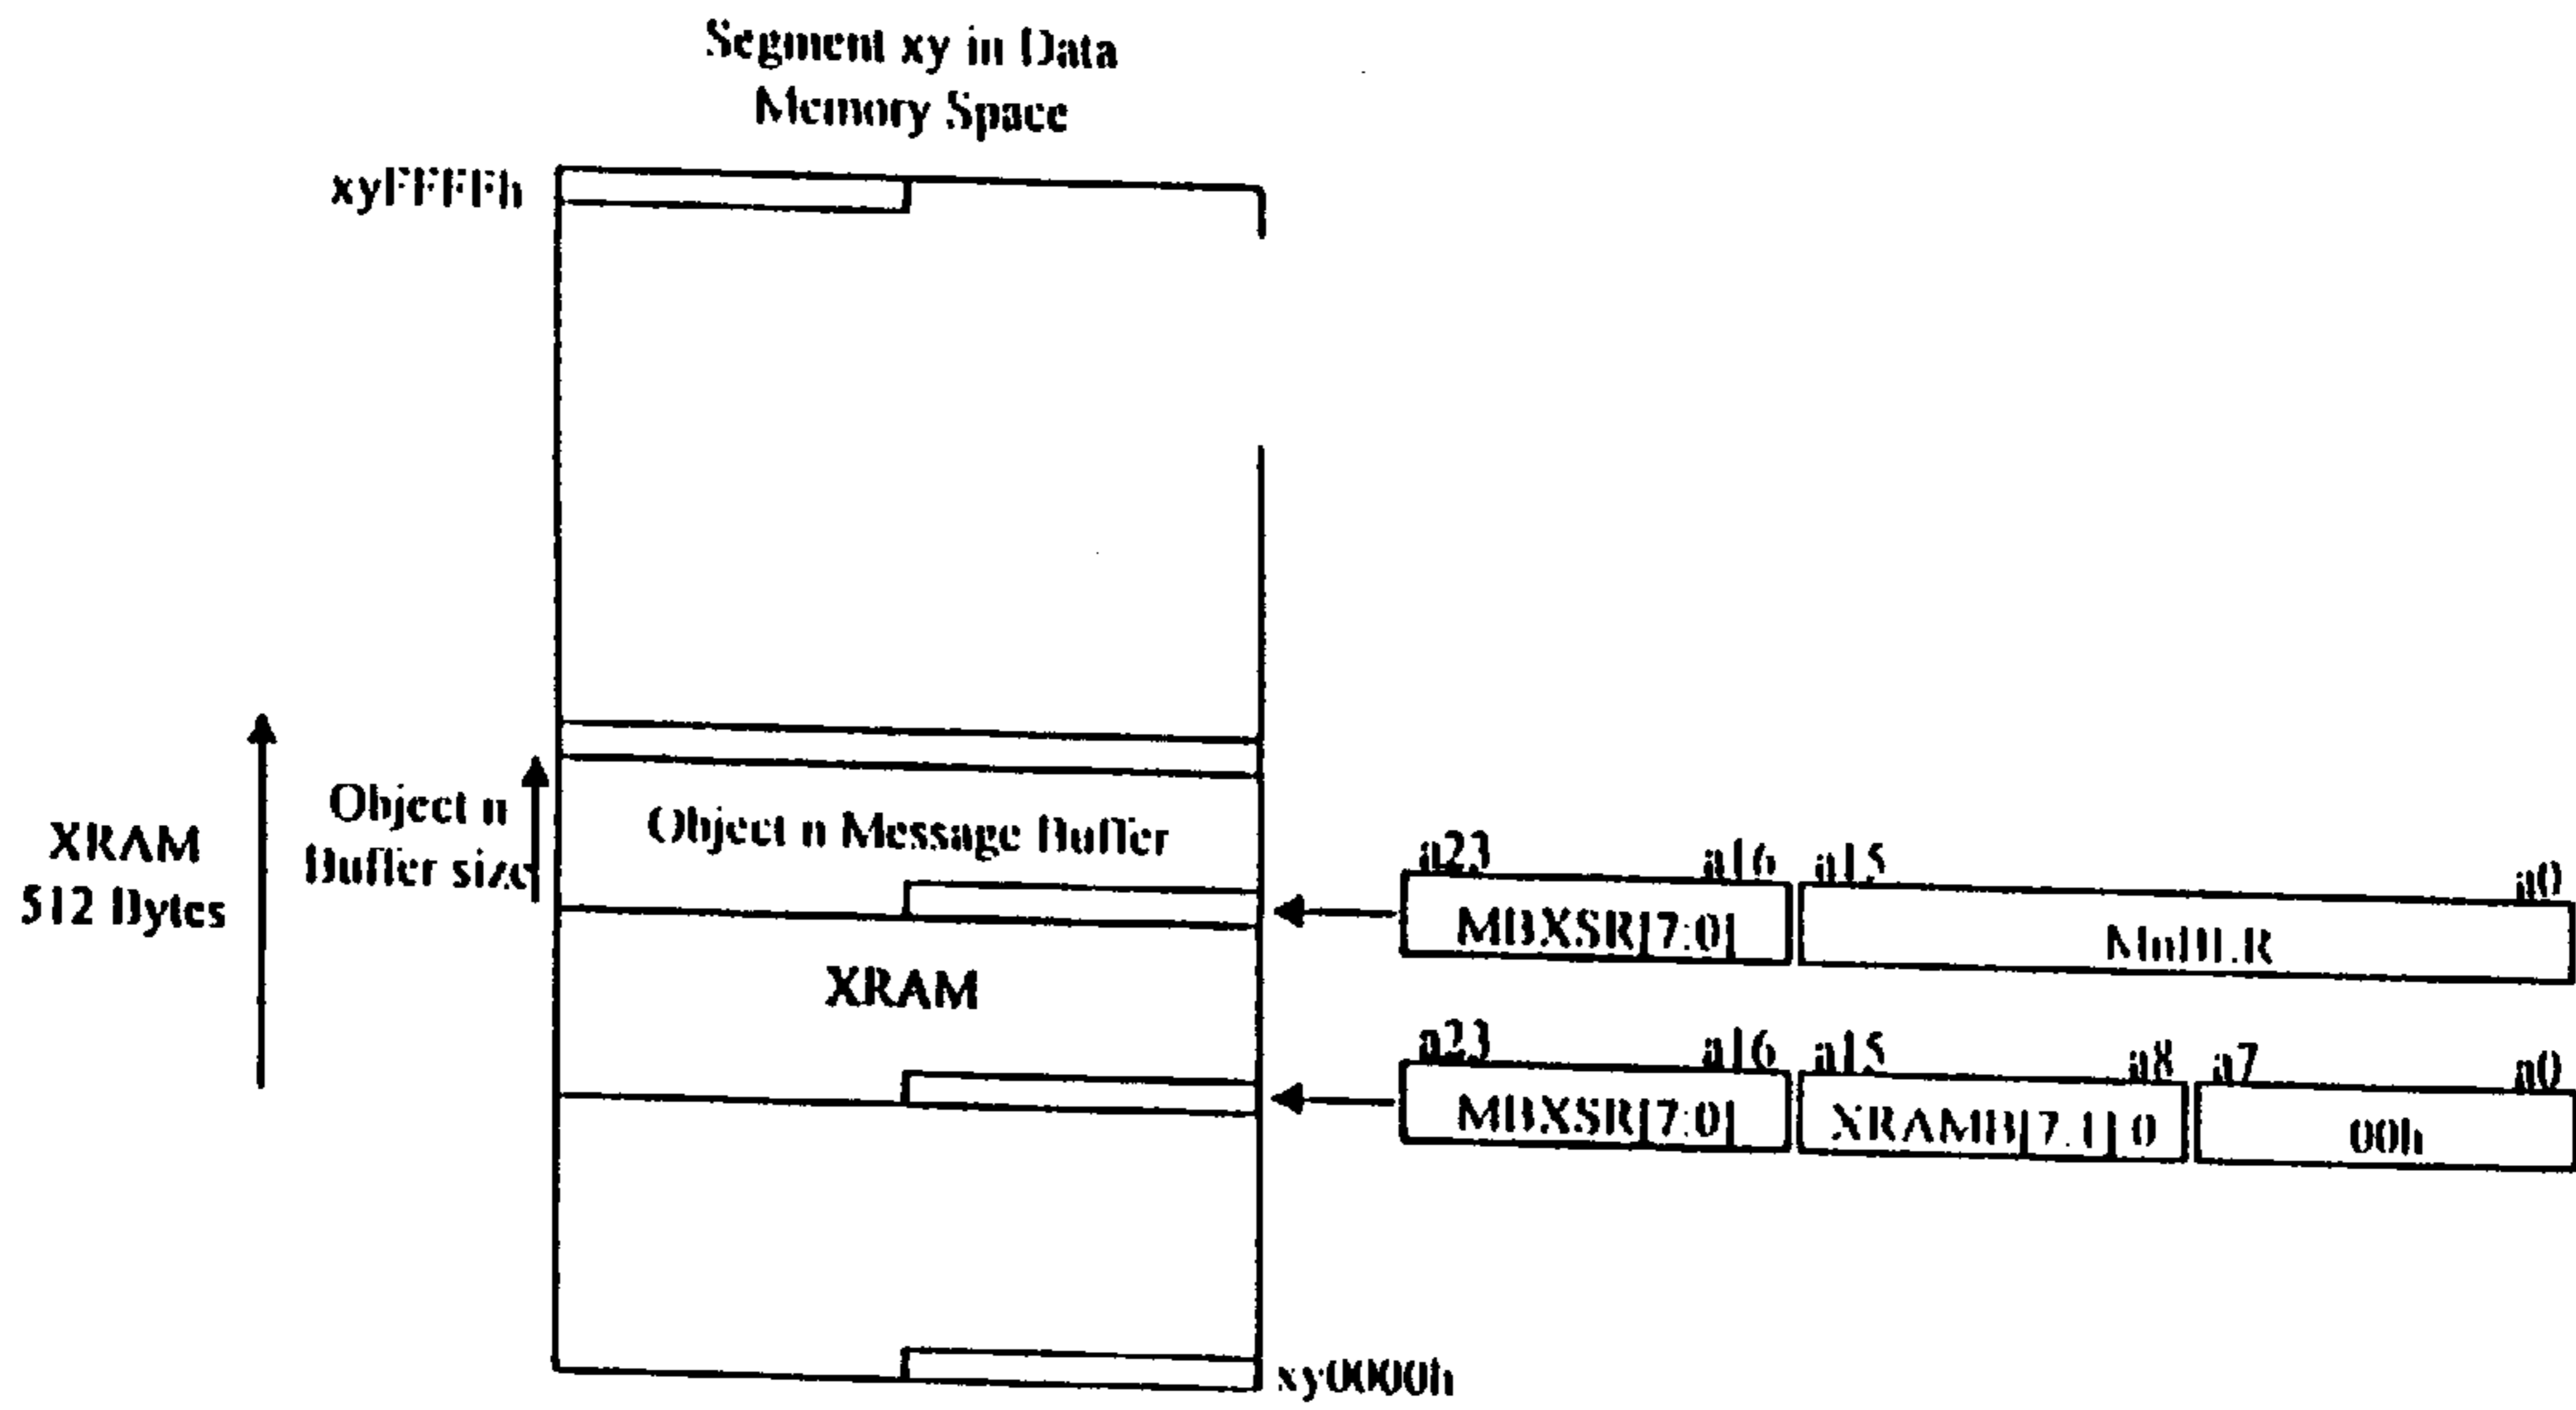 Segment xy in Data
Memory Space
xyFFFFh
XRAM
512 Bytes
Object n
Buffer size
Object n Message Buffer
XRAM
a23 a16 a15 a0
MBXSR[7:0] MnBLR
a23 a16 a15 a8 a7 a0
MBXSR[7:0] XRAMB[7:1] 0 00h
xy0000h